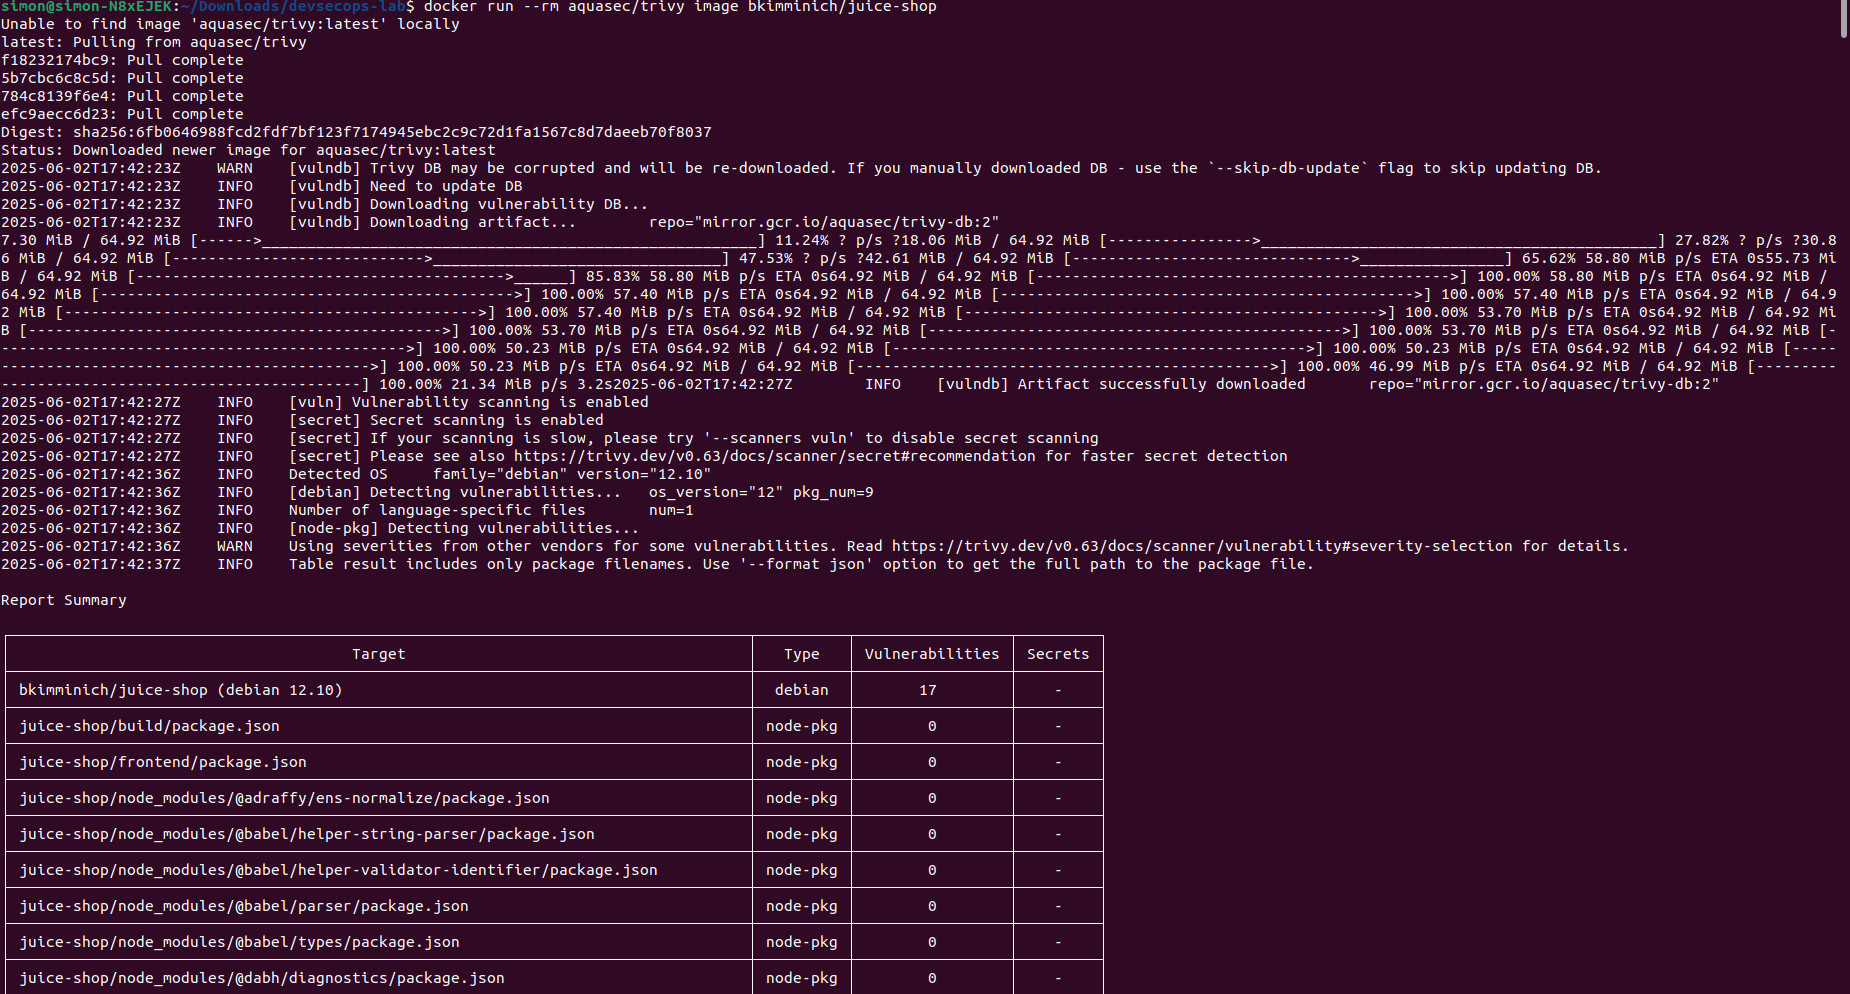 simon@simon-N8xEJEK:~/Downloads/devsecops-lab$ docker run --rm aquasec/trivy image bkimminich/juice-shop
Unable to find image 'aquasec/trivy:latest' locally
latest: Pulling from aquasec/trivy
f18232174bc9: Pull complete
5b7cbc6c8c5d: Pull complete
784c8139f6e4: Pull complete
efc9aecc6d23: Pull complete
Digest: sha256:6fb0646988fcd2fdf7bf123f7174945ebc2c9c72d1fa1567c8d7daeeb70f8037
Status: Downloaded newer image for aquasec/trivy:latest
2025-06-02T17:42:23Z    WARN    [vulndb] Trivy DB may be corrupted and will be re-downloaded. If you manually downloaded DB - use the `--skip-db-update` flag to skip updating DB.
2025-06-02T17:42:23Z    INFO    [vulndb] Need to update DB
2025-06-02T17:42:23Z    INFO    [vulndb] Downloading vulnerability DB...
2025-06-02T17:42:23Z    INFO    [vulndb] Downloading artifact...        repo="mirror.gcr.io/aquasec/trivy-db:2"
7.30 MiB / 64.92 MiB [------>_______________________________________________________] 11.24% ? p/s ?18.06 MiB / 64.92 MiB [---------------->____________________________________________] 27.82% ? p/s ?30.8
6 MiB / 64.92 MiB [---------------------------->________________________________] 47.53% ? p/s ?42.61 MiB / 64.92 MiB [------------------------------->________________] 65.62% 58.80 MiB p/s ETA 0s55.73 Mi
B / 64.92 MiB [----------------------------------------->______] 85.83% 58.80 MiB p/s ETA 0s64.92 MiB / 64.92 MiB [---------------------------------------------->] 100.00% 58.80 MiB p/s ETA 0s64.92 MiB /
64.92 MiB [---------------------------------------------->] 100.00% 57.40 MiB p/s ETA 0s64.92 MiB / 64.92 MiB [---------------------------------------------->] 100.00% 57.40 MiB p/s ETA 0s64.92 MiB / 64.9
2 MiB [---------------------------------------------->] 100.00% 57.40 MiB p/s ETA 0s64.92 MiB / 64.92 MiB [---------------------------------------------->] 100.00% 53.70 MiB p/s ETA 0s64.92 MiB / 64.92 Mi
B [---------------------------------------------->] 100.00% 53.70 MiB p/s ETA 0s64.92 MiB / 64.92 MiB [---------------------------------------------->] 100.00% 53.70 MiB p/s ETA 0s64.92 MiB / 64.92 MiB [-
--------------------------------------------->] 100.00% 50.23 MiB p/s ETA 0s64.92 MiB / 64.92 MiB [---------------------------------------------->] 100.00% 50.23 MiB p/s ETA 0s64.92 MiB / 64.92 MiB [-----
----------------------------------------->] 100.00% 50.23 MiB p/s ETA 0s64.92 MiB / 64.92 MiB [---------------------------------------------->] 100.00% 46.99 MiB p/s ETA 0s64.92 MiB / 64.92 MiB [---------
----------------------------------------] 100.00% 21.34 MiB p/s 3.2s2025-06-02T17:42:27Z        INFO    [vulndb] Artifact successfully downloaded       repo="mirror.gcr.io/aquasec/trivy-db:2"
2025-06-02T17:42:27Z    INFO    [vuln] Vulnerability scanning is enabled
2025-06-02T17:42:27Z    INFO    [secret] Secret scanning is enabled
2025-06-02T17:42:27Z    INFO    [secret] If your scanning is slow, please try '--scanners vuln' to disable secret scanning
2025-06-02T17:42:27Z    INFO    [secret] Please see also https://trivy.dev/v0.63/docs/scanner/secret#recommendation for faster secret detection
2025-06-02T17:42:36Z    INFO    Detected OS     family="debian" version="12.10"
2025-06-02T17:42:36Z    INFO    [debian] Detecting vulnerabilities...   os_version="12" pkg_num=9
2025-06-02T17:42:36Z    INFO    Number of language-specific files       num=1
2025-06-02T17:42:36Z    INFO    [node-pkg] Detecting vulnerabilities...
2025-06-02T17:42:36Z    WARN    Using severities from other vendors for some vulnerabilities. Read https://trivy.dev/v0.63/docs/scanner/vulnerability#severity-selection for details.
2025-06-02T17:42:37Z    INFO    Table result includes only package filenames. Use '--format json' option to get the full path to the package file.
Report Summary
Target    Type    Vulnerabilities    Secrets
bkimminich/juice-shop (debian 12.10)    debian    17    -
juice-shop/build/package.json    node-pkg    0    -
juice-shop/frontend/package.json    node-pkg    0    -
juice-shop/node_modules/@adraffy/ens-normalize/package.json    node-pkg    0    -
juice-shop/node_modules/@babel/helper-string-parser/package.json    node-pkg    0    -
juice-shop/node_modules/@babel/helper-validator-identifier/package.json    node-pkg    0    -
juice-shop/node_modules/@babel/parser/package.json    node-pkg    0    -
juice-shop/node_modules/@babel/types/package.json    node-pkg    0    -
juice-shop/node_modules/@dabh/diagnostics/package.json    node-pkg    0    -